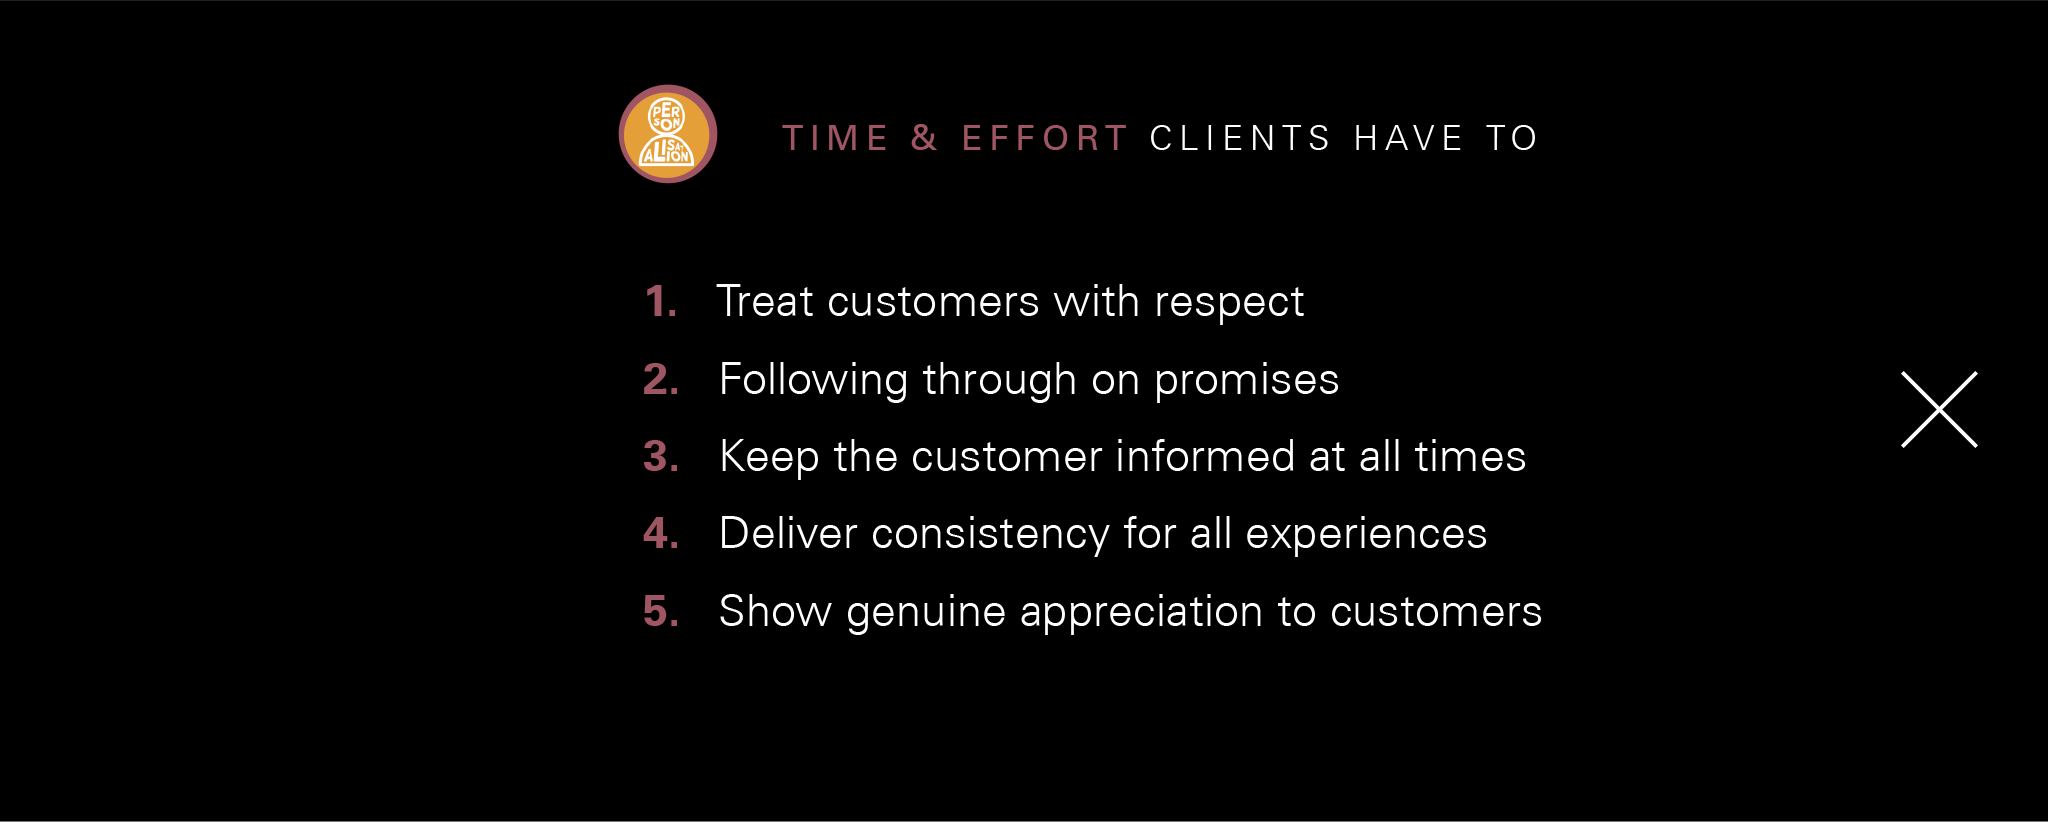 PER
SON
ALISATION
TIME & EFFORT CLIENTS HAVE TO
1. Treat customers with respect
2. Following through on promises
3. Keep the customer informed at all times
4. Deliver consistency for all experiences
5. Show genuine appreciation to customers